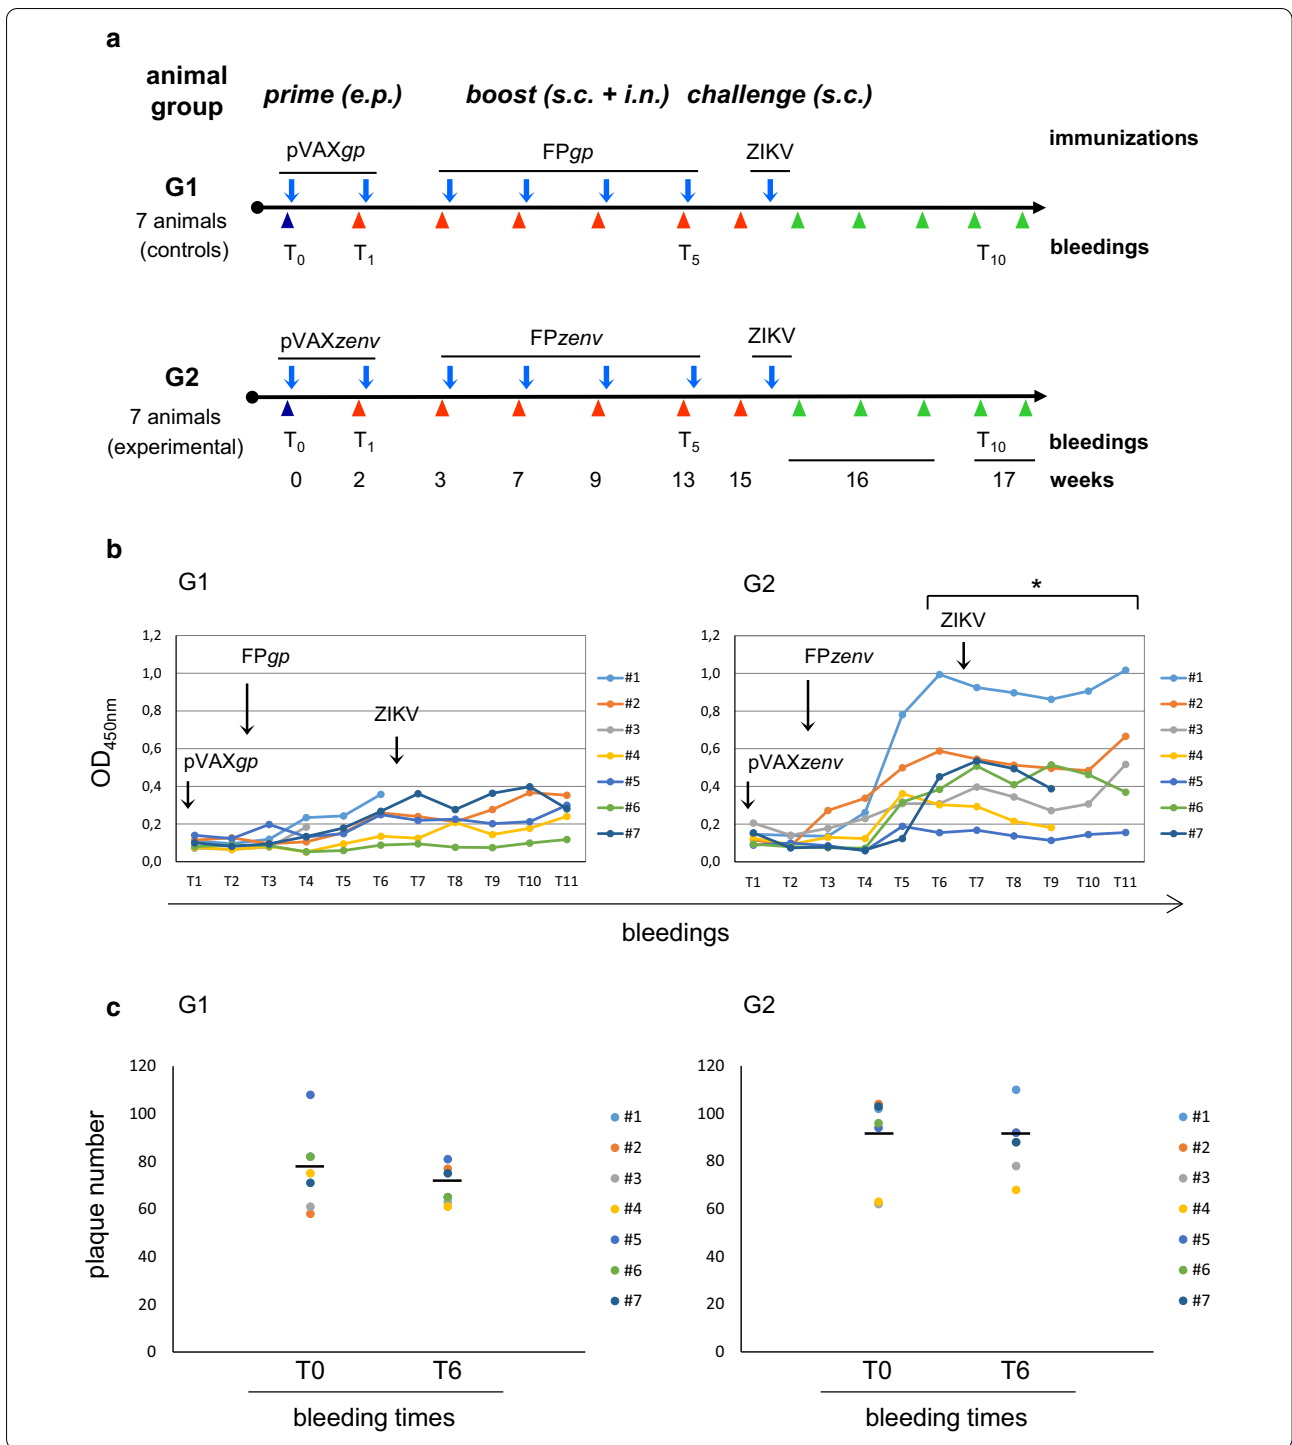 a
animal
group
prime (e.p.) boost (s.c. + i.n.) challenge (s.c.)
immunizations
pVAXgp FPgp ZIKV
G1
7 animals
(controls)
T0 T1 T5 T10 bleedings
pVAXzenv FPzenv ZIKV
G2
7 animals
(experimental)
T0 T1 T5 T10 bleedings
0 2 3 7 9 13 15 16 17 weeks
b
G1
OD450nm
1,2
1,0
0,8
0,6
0,4
0,2
0,0
FPgp
ZIKV
pVAXgp
T1 T2 T3 T4 T5 T6 T7 T8 T9 T10 T11
#1
#2
#3
#4
#5
#6
#7
G2
*
ZIKV
1,2
1,0
0,8
0,6
0,4
0,2
0,0
FPzenv
pVAXzenv
T1 T2 T3 T4 T5 T6 T7 T8 T9 T10 T11
#1
#2
#3
#4
#5
#6
#7
bleedings
c
G1
plaque number
120
100
80
60
40
20
0
T0 T6
bleeding times
#1
#2
#3
#4
#5
#6
#7
G2
120
100
80
60
40
20
0
T0 T6
bleeding times
#1
#2
#3
#4
#5
#6
#7